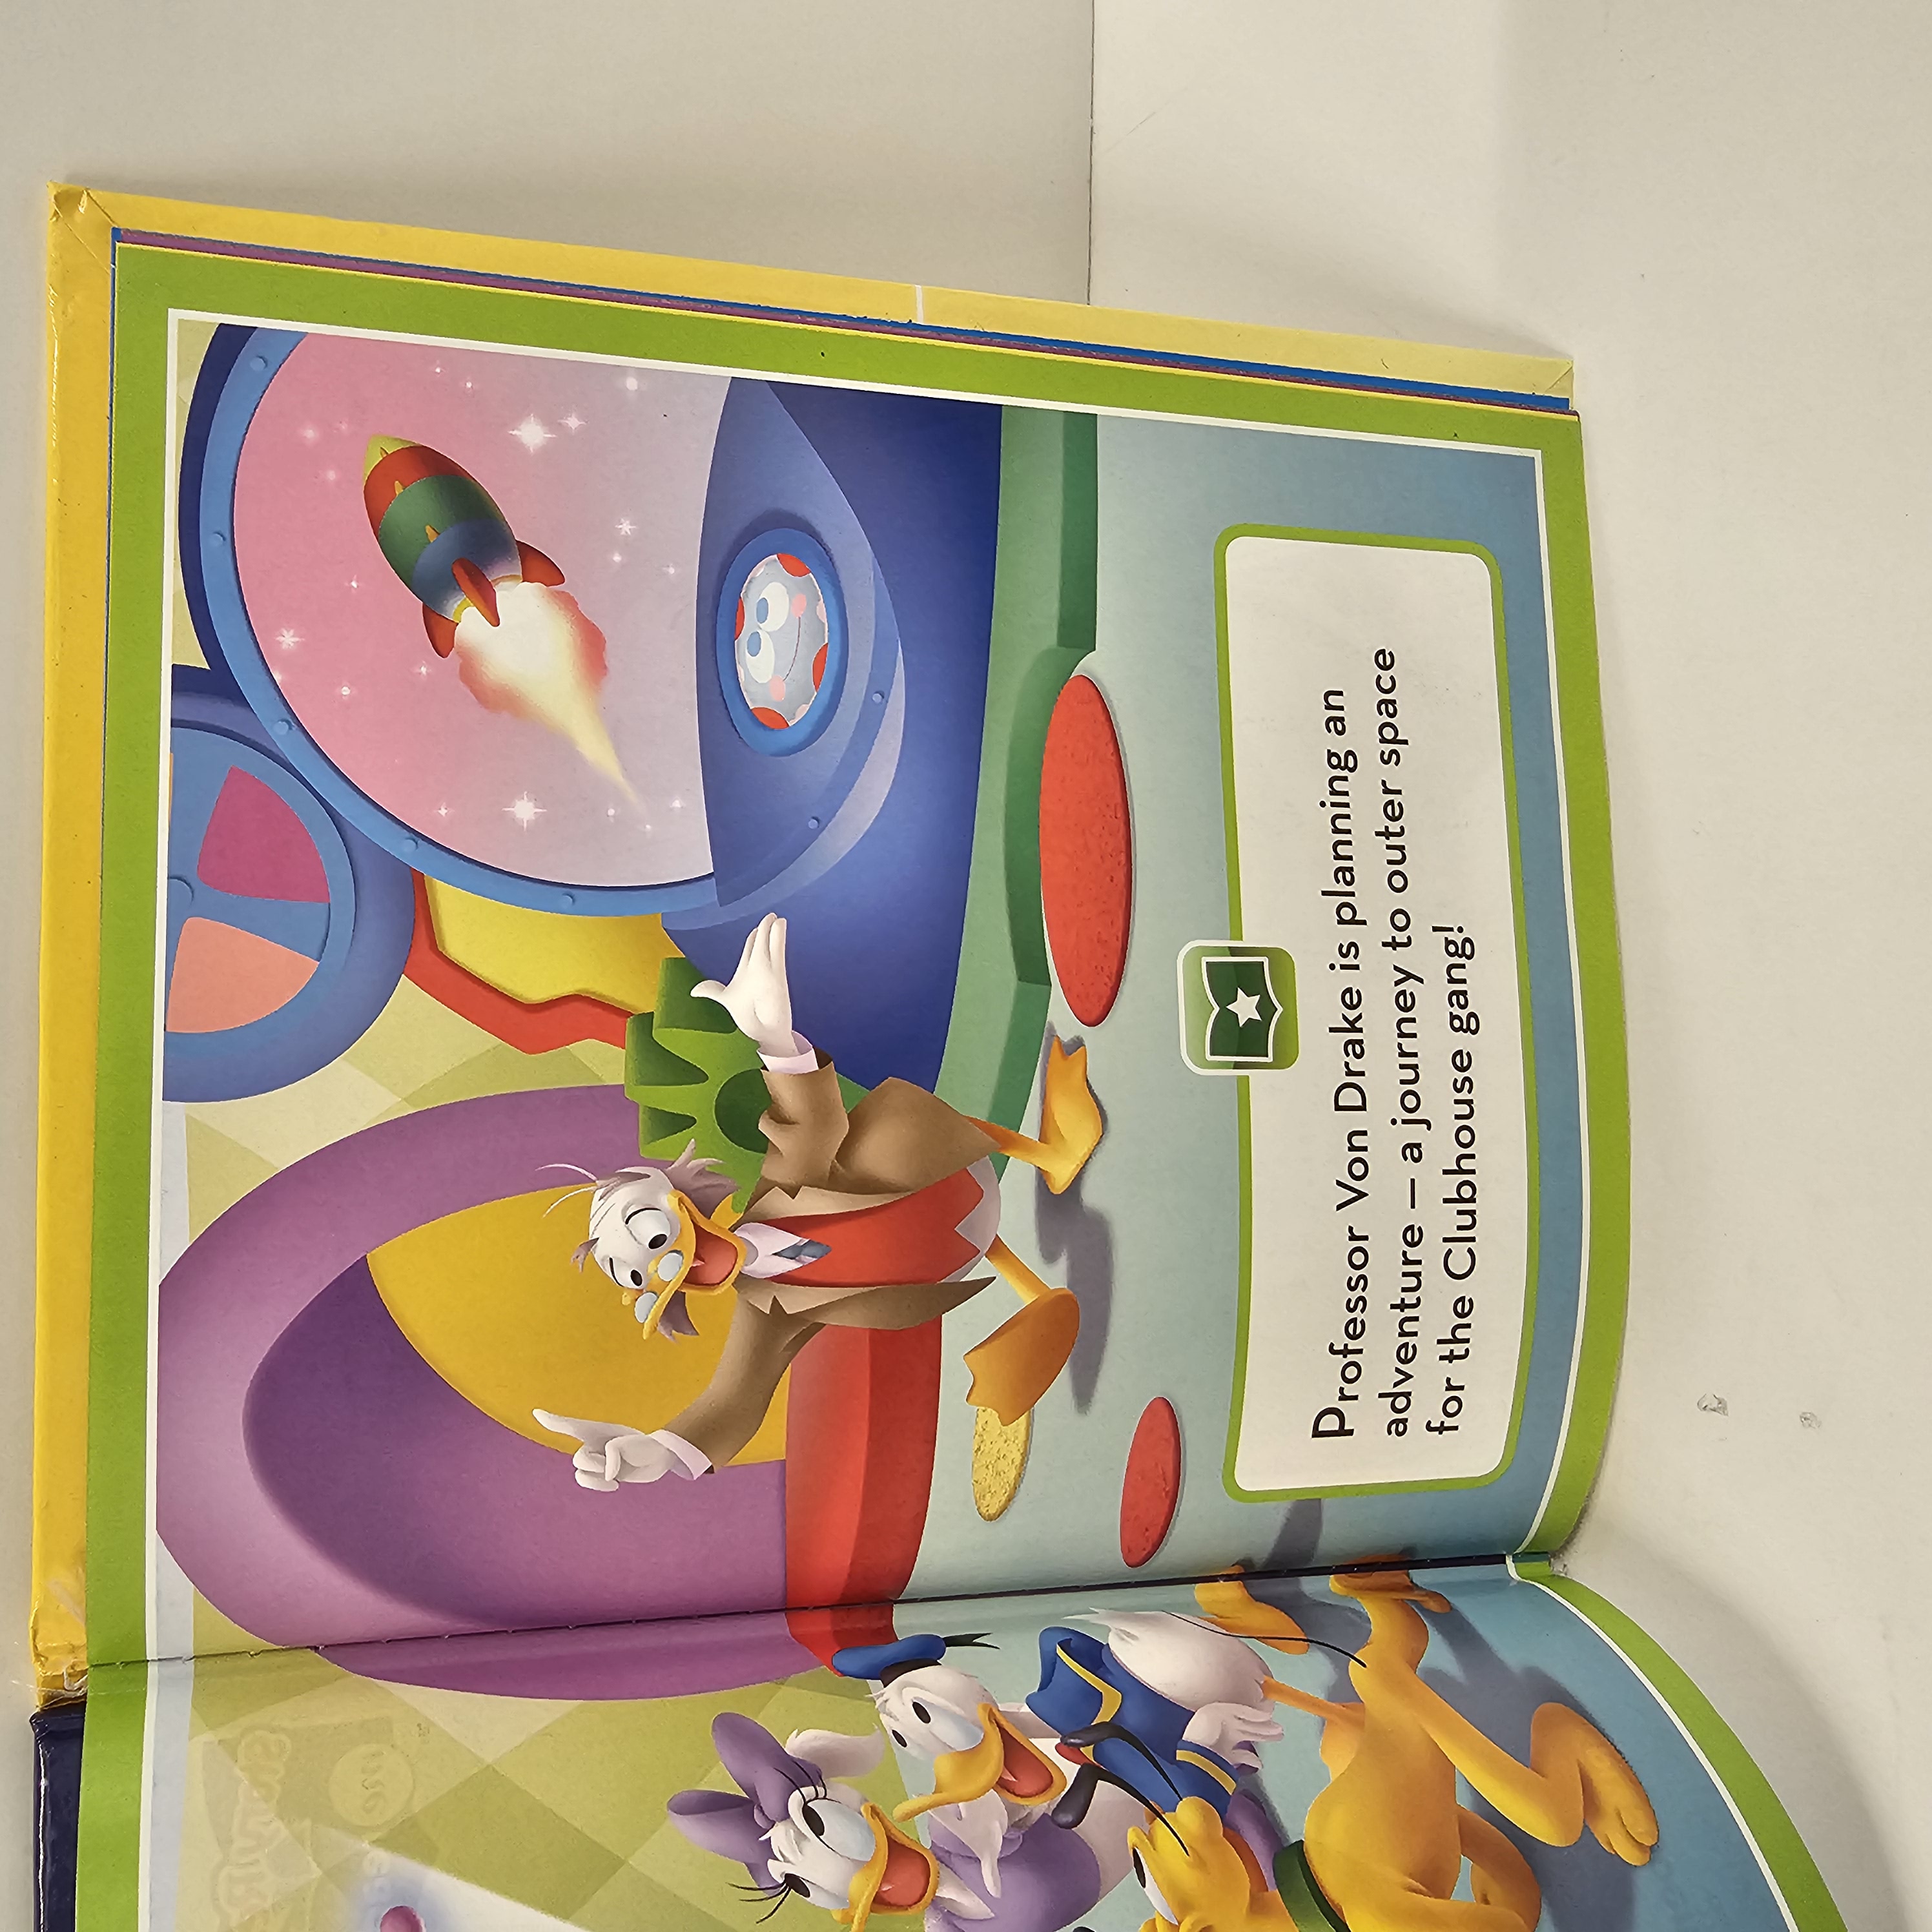 Professor Von Drake is planning an
adventure — a journey to outer space
for the Clubhouse gang!